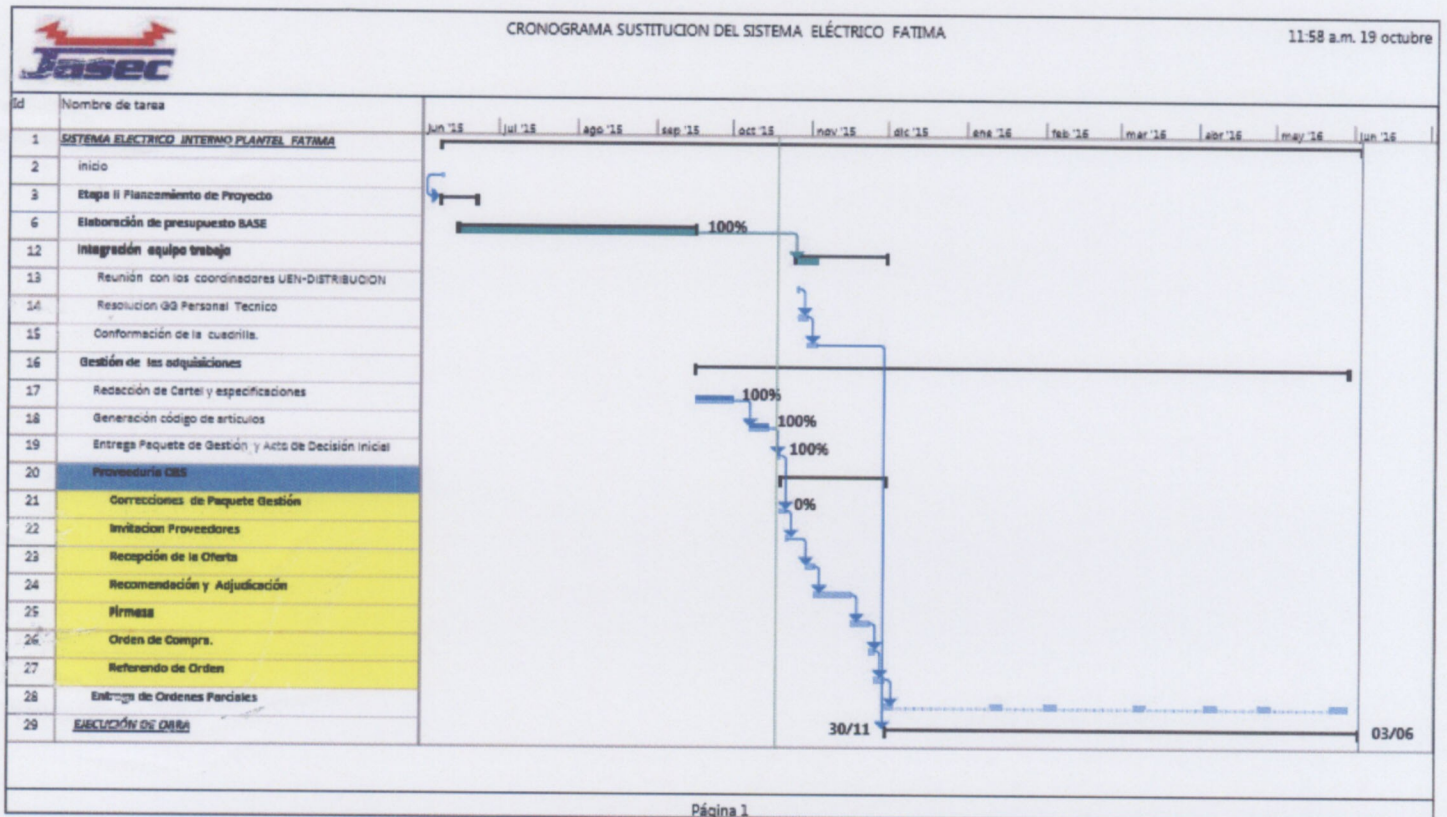 CRONOGRAMA SUSTITUCION DEL SISTEMA ELÉCTRICO FATIMA
11:58 a.m. 19 octubre
Jasec
Id Nombre de tarea
jun '15 jul '15 ago '15 sep '15 oct '15 nov '15 dic '15 ene '16 feb '16 mar '16 abr '16 may '16 jun '16
1 SISTEMA ELECTRICO INTERNO PLANTEL FATIMA
2 inicio
3 Etapa II Planeamiento de Proyecto
6 Elaboración de presupuesto BASE 100%
12 Integración equipo trabajo
13 Reunión con los coordinadores UEN-DISTRIBUCION
14 Resolucion GG Personal Tecnico
15 Conformación de la cuadrilla.
16 Gestión de las adquisiciones
17 Redacción de Cartel y especificaciones 100%
18 Generación código de articulos 100%
19 Entrega Paquete de Gestión y Acta de Decisión Inicial 100%
20 Proveeduria
21 Correcciones de Paquete Gestión 0%
22 Invitacion Proveedores
23 Recepción de la Oferta
24 Recomendación y Adjudicación
25 Firmeza
26 Orden de Compra.
27 Referendo de Orden
28 Entrega de Ordenes Parciales
29 EJECUCIÓN DE OBRA 30/11 03/06
Página 1